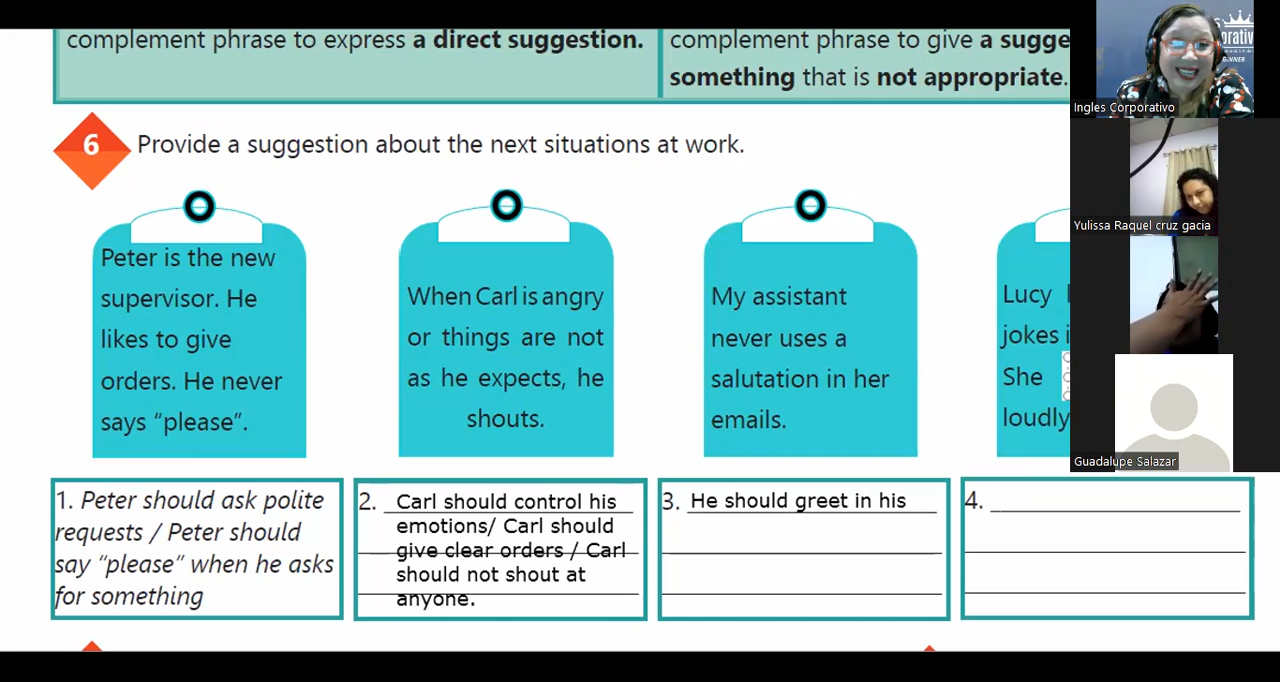 complement phrase to express a direct suggestion.
complement phrase to give a sugge
something that is not appropriate.
6
Provide a suggestion about the next situations at work.
Peter is the new
supervisor. He
likes to give
orders. He never
says “please”.
When Carl is angry
or things are not
as he expects, he
shouts.
My assistant
never uses a
salutation in her
emails.
Lucy
jokes
She
loudly
1. Peter should ask polite
requests / Peter should
say “please” when he asks
for something
2. Carl should control his
emotions/ Carl should
give clear orders / Carl
should not shout at
anyone.
3. He should greet in his
4.
Ingles Corporativo
Yulissa Raquel cruz gacia
Guadalupe Salazar